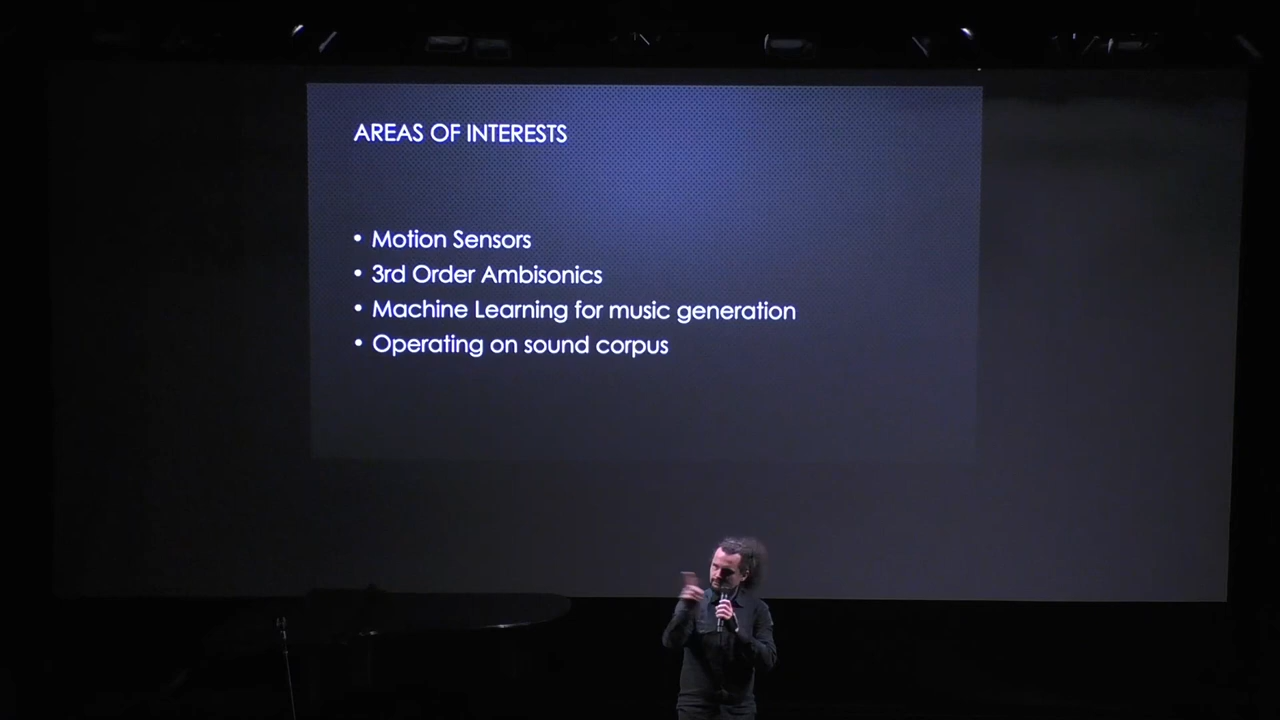 AREAS OF INTERESTS
• Motion Sensors
• 3rd Order Ambisonics
• Machine Learning for music generation
• Operating on sound corpus